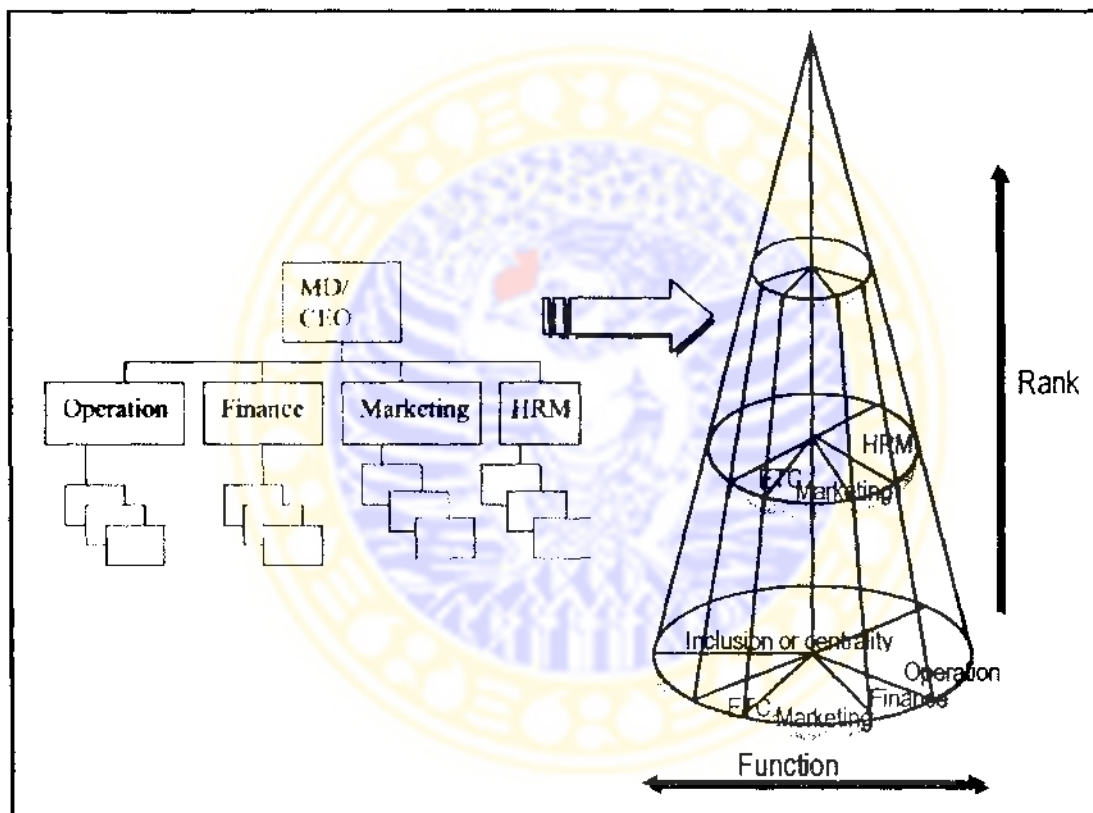 MD/
CEO
Operation
Finance
Marketing
HRM
Rank
HRM
ETC
Marketing
Inclusion or centrality
Operation
Finance
ETC
Marketing
Function